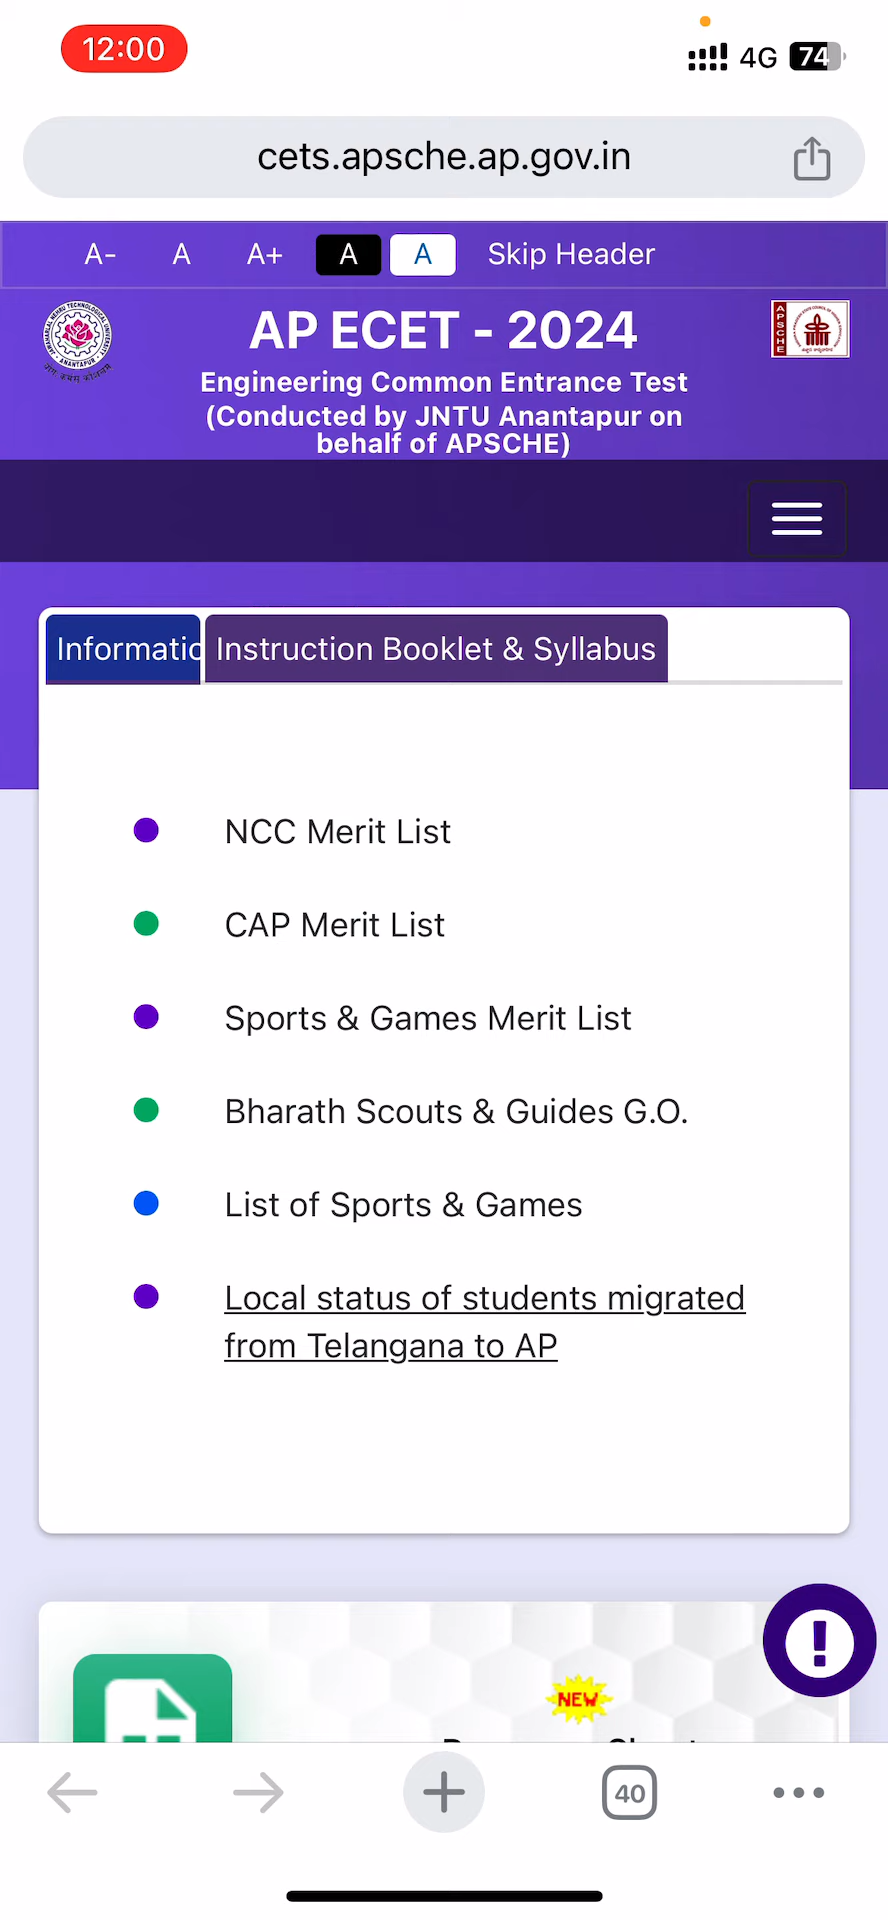 12:00
4G 74
cets.apsche.ap.gov.in
A- A A+ A A Skip Header
AP ECET - 2024
Engineering Common Entrance Test
(Conducted by JNTU Anantapur on
behalf of APSCHE)
APSCHE
Informatic Instruction Booklet & Syllabus
NCC Merit List
CAP Merit List
Sports & Games Merit List
Bharath Scouts & Guides G.O.
List of Sports & Games
Local status of students migrated
from Telangana to AP
NEW
40